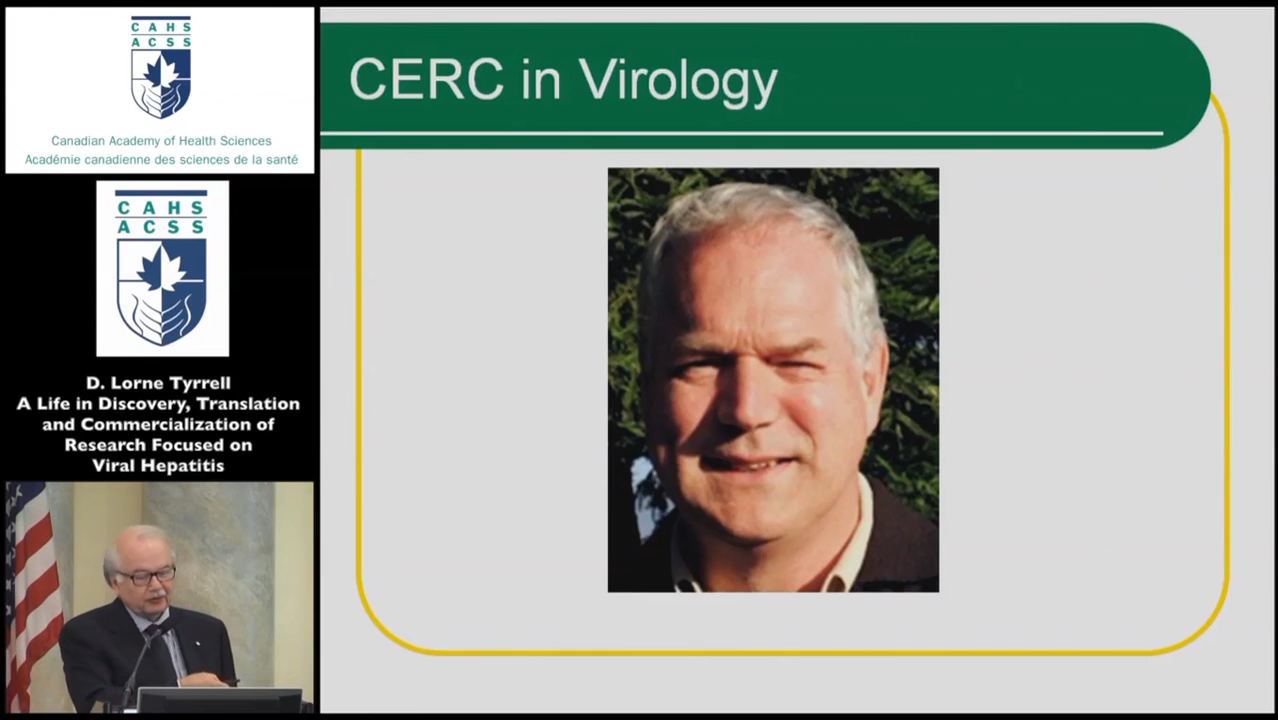 CAHS
ACSS
Canadian Academy of Health Sciences
Académie canadienne des sciences de la santé
CAHS
ACSS
D. Lorne Tyrrell
A Life in Discovery, Translation
and Commercialization of
Research Focused on
Viral Hepatitis
CERC in Virology